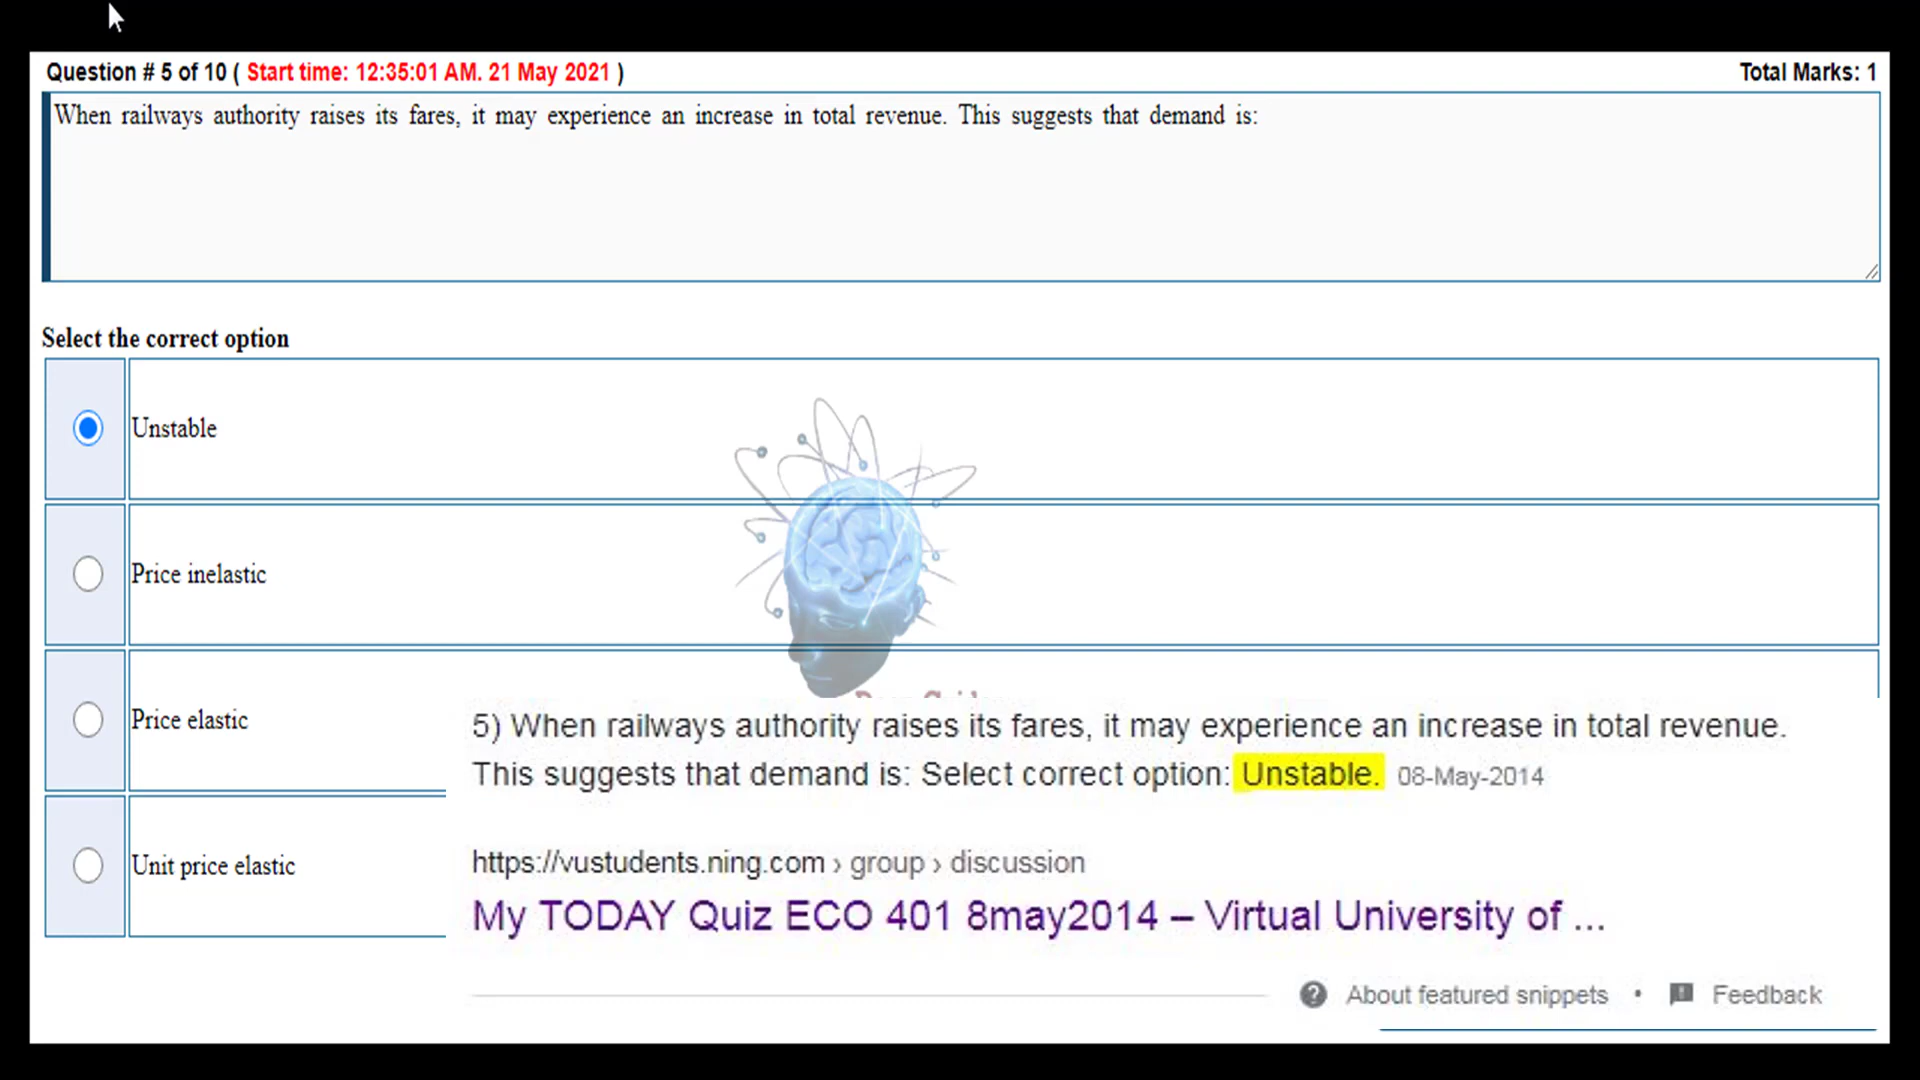 Question # 5 of 10 ( Start time: 12:35:01 AM. 21 May 2021 )
Total Marks: 1
When railways authority raises its fares, it may experience an increase in total revenue. This suggests that demand is:
Select the correct option
Unstable
Price inelastic
Price elastic
Unit price elastic
5) When railways authority raises its fares, it may experience an increase in total revenue.
This suggests that demand is: Select correct option: Unstable. 08-May-2014
https://vustudents.ning.com › group › discussion
My TODAY Quiz ECO 401 8may2014 – Virtual University of ...
About featured snippets • Feedback